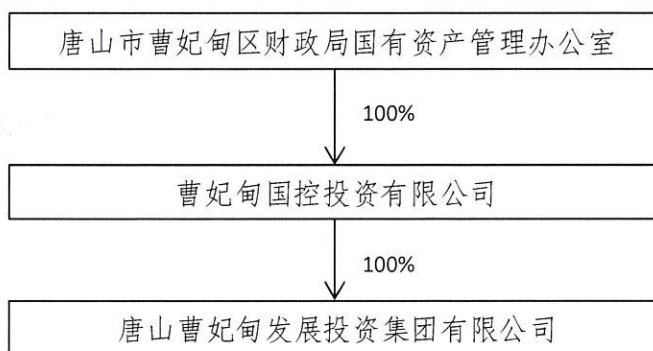 唐山市曹妃甸区财政局国有资产管理办公室
100%
曹妃甸国控投资有限公司
100%
唐山曹妃甸发展投资集团有限公司